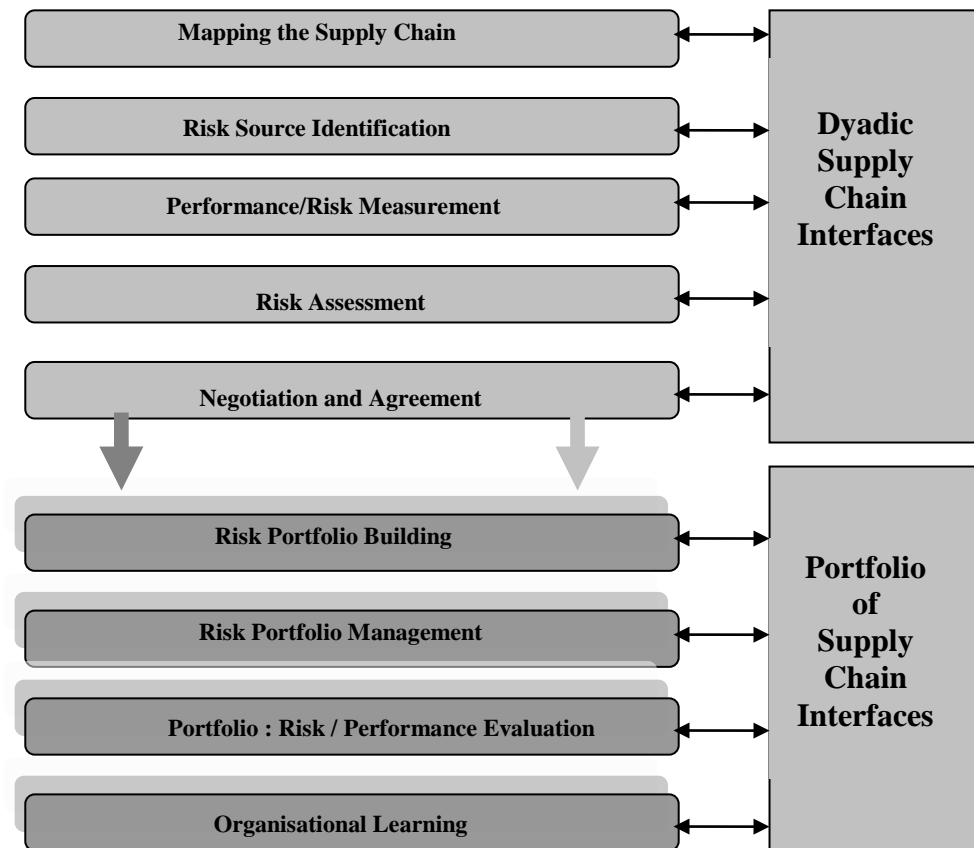 Mapping the Supply Chain
Risk Source Identification
Performance/Risk Measurement
Risk Assessment
Negotiation and Agreement
Dyadic
Supply
Chain
Interfaces
Risk Portfolio Building
Risk Portfolio Management
Portfolio : Risk / Performance Evaluation
Organisational Learning
Portfolio
of
Supply
Chain
Interfaces